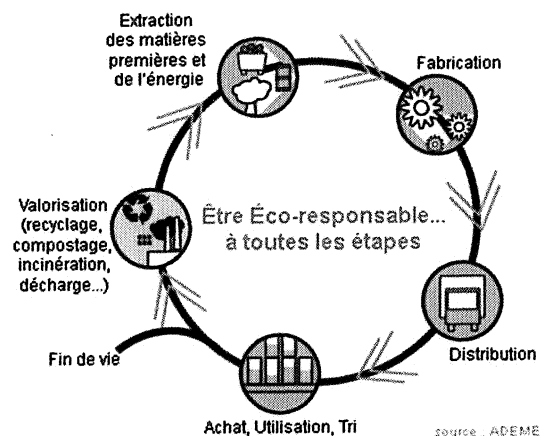 Extraction
des matières
premières et
de l'énergie
Fabrication
Être Éco-responsable...
à toutes les étapes
Valorisation
(recyclage,
compostage,
incinération,
décharge...)
Fin de vie
Distribution
Achat, Utilisation, Tri
source . ADEME